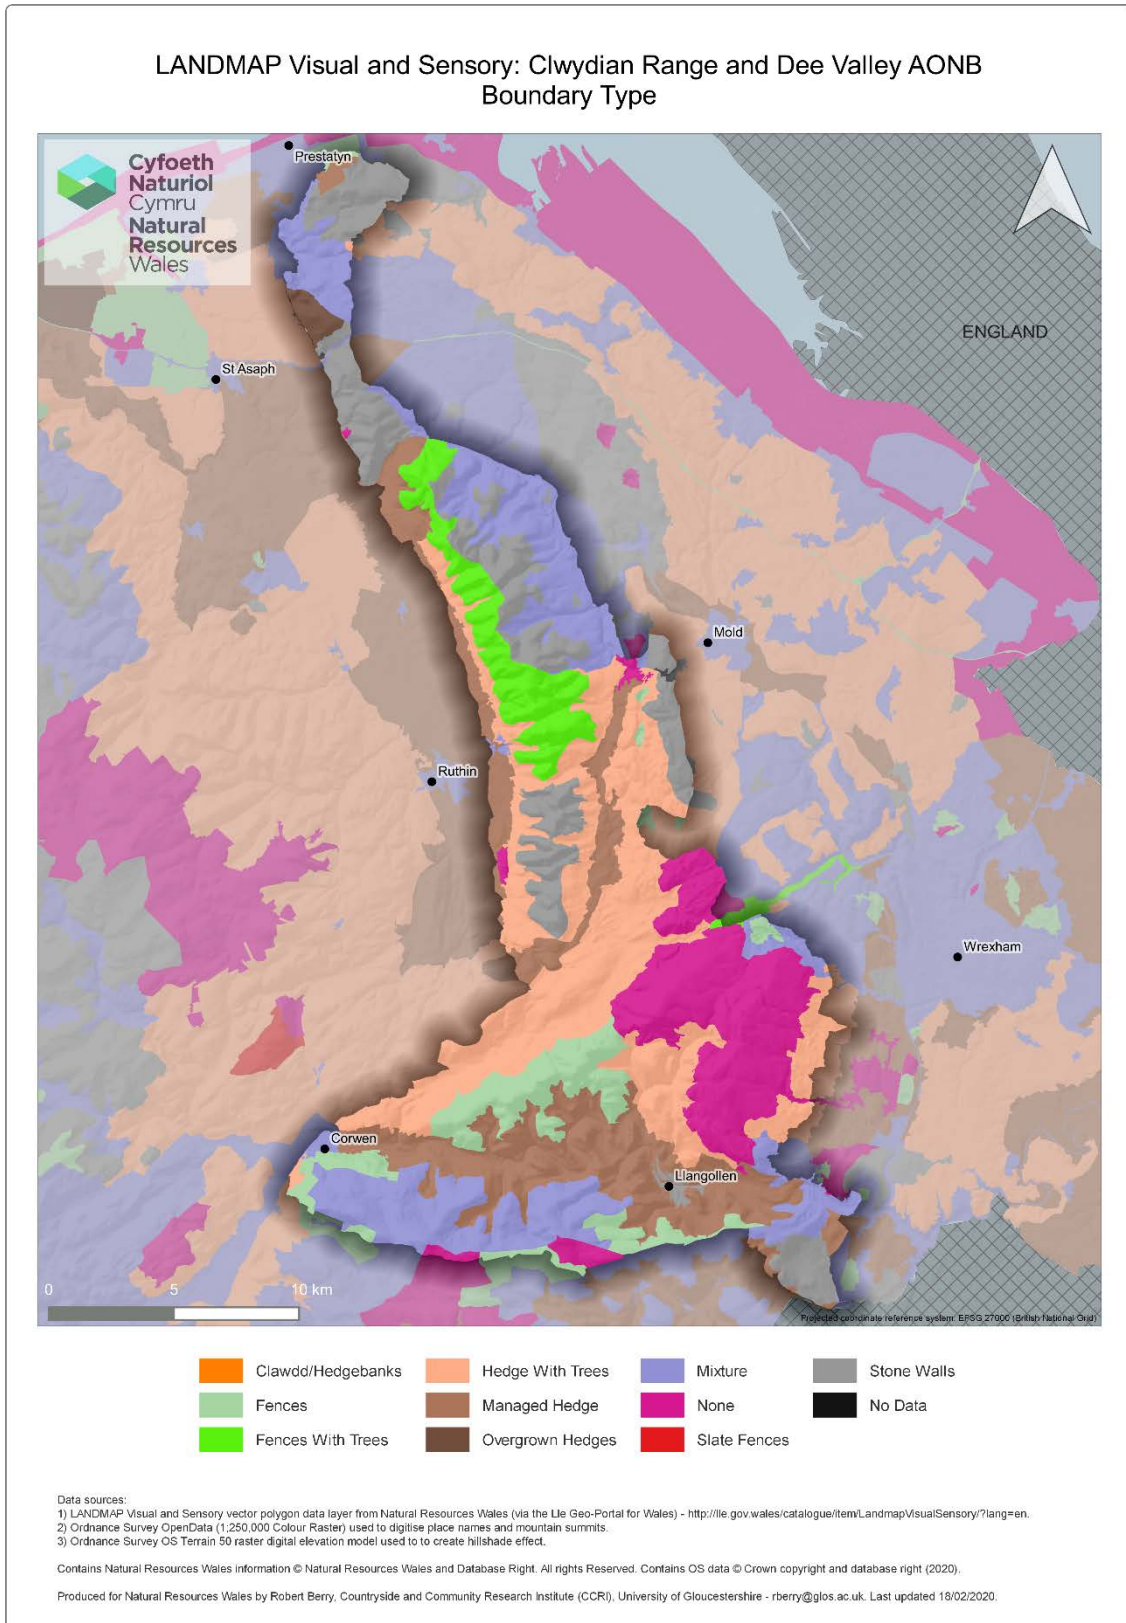 LANDMAP Visual and Sensory: Clwydian Range and Dee Valley AONB
Boundary Type
Cyfoeth
Naturiol
Cymru
Natural
Resources
Wales
Prestatyn
ENGLAND
St Asaph
Mold
Ruthin
Wrexham
Corwen
Llangollen
0 5 10 km
Projected coordinate reference system: EPSG 27000 (British National Grid)
Clawdd/Hedgebanks
Hedge With Trees
Mixture
Stone Walls
Fences
Managed Hedge
None
No Data
Fences With Trees
Overgrown Hedges
Slate Fences
Data sources:
1) LANDMAP Visual and Sensory vector polygon data layer from Natural Resources Wales (via the Lle Geo-Portal for Wales) - http://lle.gov.wales/catalogue/item/LandmapVisualSensory/?lang=en.
2) Ordnance Survey OpenData (1;250,000 Colour Raster) used to digitise place names and mountain summits.
3) Ordnance Survey OS Terrain 50 raster digital elevation model used to to create hillshade effect.
Contains Natural Resources Wales information © Natural Resources Wales and Database Right. All rights Reserved. Contains OS data © Crown copyright and database right (2020).
Produced for Natural Resources Wales by Robert Berry, Countryside and Community Research Institute (CCRI), University of Gloucestershire - rberry@glos.ac.uk. Last updated 18/02/2020.